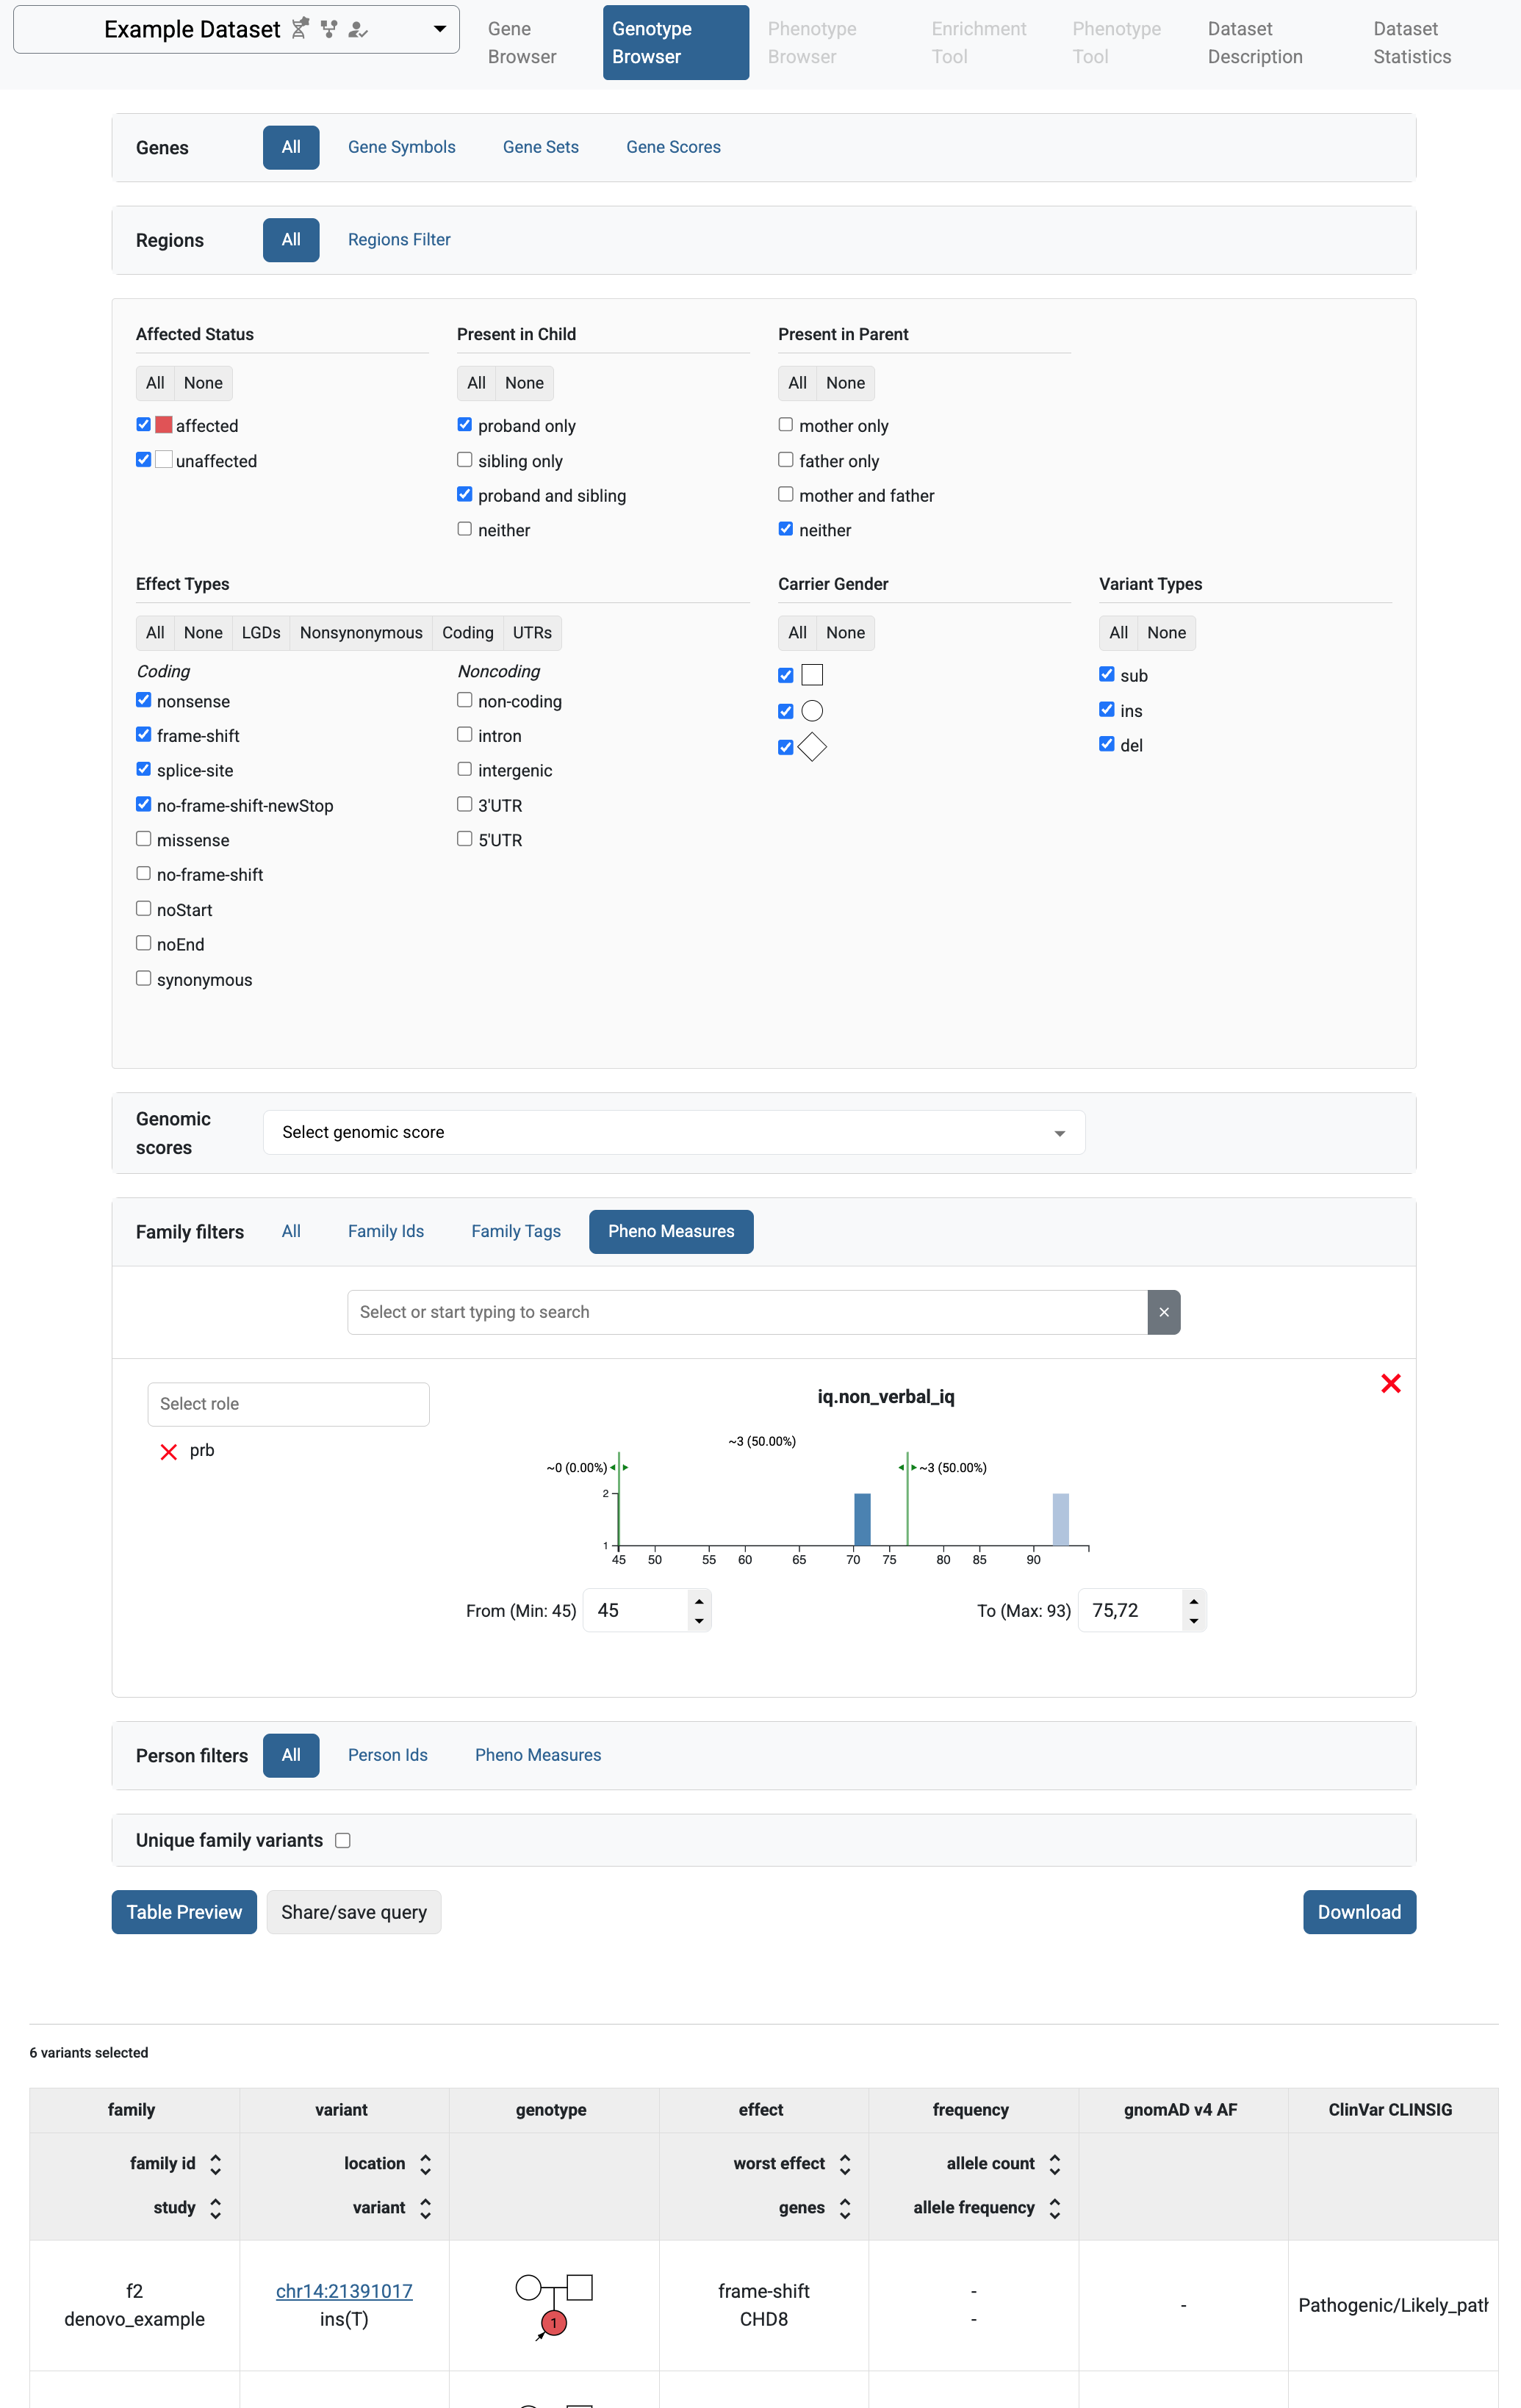 Example Dataset
Gene Browser
Genotype Browser
Phenotype Browser
Enrichment Tool
Phenotype Tool
Dataset Description
Dataset Statistics
Genes All Gene Symbols Gene Sets Gene Scores
Regions All Regions Filter
Affected Status
All None
affected
unaffected
Present in Child
All None
proband only
sibling only
proband and sibling
neither
Present in Parent
All None
mother only
father only
mother and father
neither
Effect Types
All None LGDs Nonsynonymous Coding UTRs
Coding
nonsense
frame-shift
splice-site
no-frame-shift-newStop
missense
no-frame-shift
noStart
noEnd
synonymous
Noncoding
non-coding
intron
intergenic
3'UTR
5'UTR
Carrier Gender
All None
Variant Types
All None
sub
ins
del
Genomic scores
Select genomic score
Family filters All Family Ids Family Tags Pheno Measures
Select or start typing to search ×
Select role
prb
iq.non_verbal_iq
~3 (50.00%)
~0 (0.00%) ~3 (50.00%)
2
1
45 50 55 60 65 70 75 80 85 90
From (Min: 45) 45 To (Max: 93) 75,72
Person filters All Person Ids Pheno Measures
Unique family variants
Table Preview Share/save query Download
6 variants selected
family variant genotype effect frequency gnomAD v4 AF ClinVar CLINSIG
family id location worst effect allele count
study variant genes allele frequency
f2 chr14:21391017 frame-shift -
denovo_example ins(T) 1 CHD8 - - Pathogenic/Likely_path